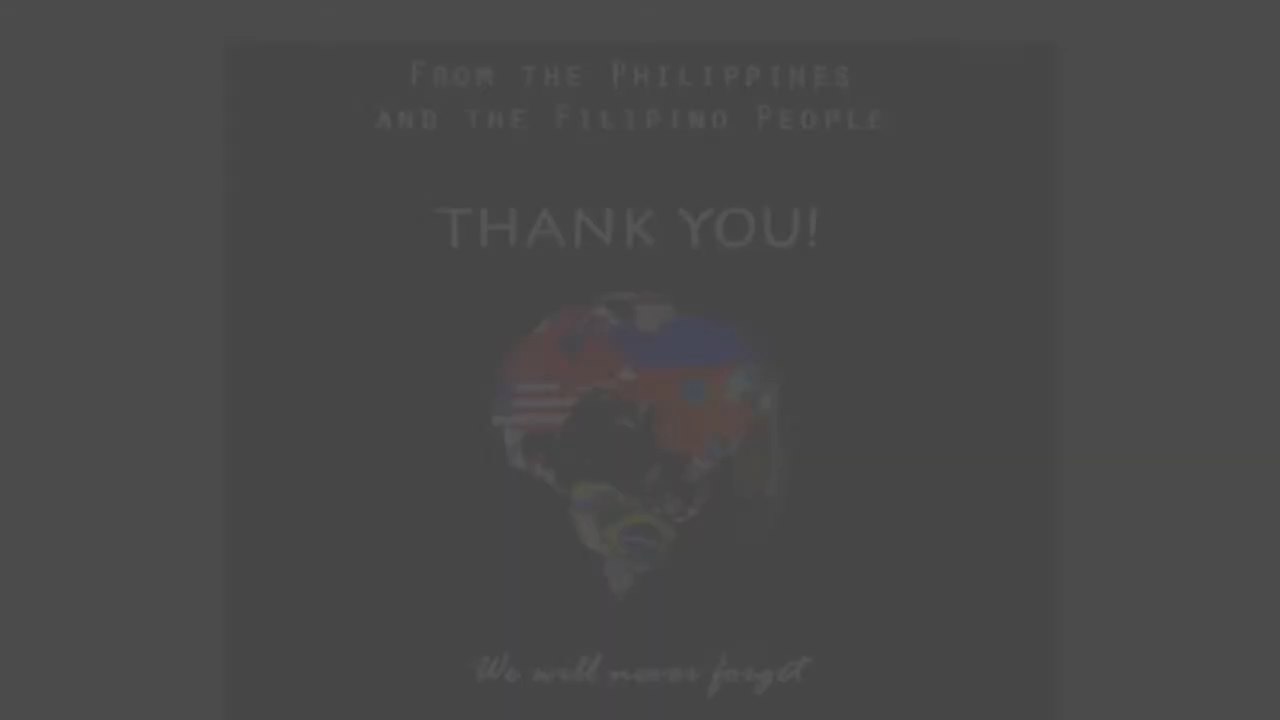 From the Philippines
and the Filipino People
THANK YOU!
We will never forget